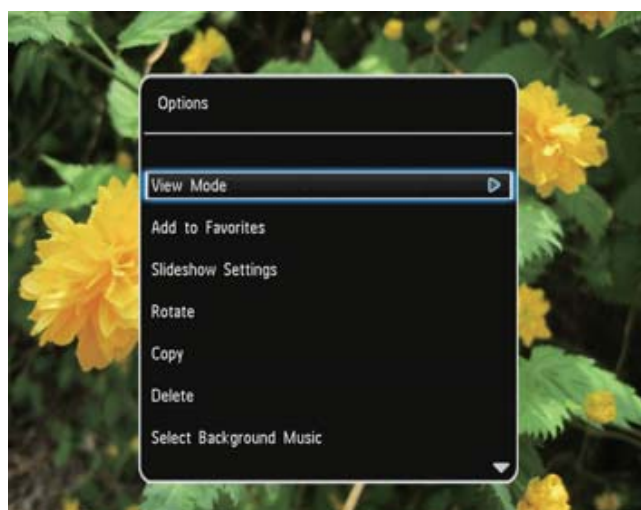 Options
View Mode
Add to Favorites
Slideshow Settings
Rotate
Copy
Delete
Select Background Music